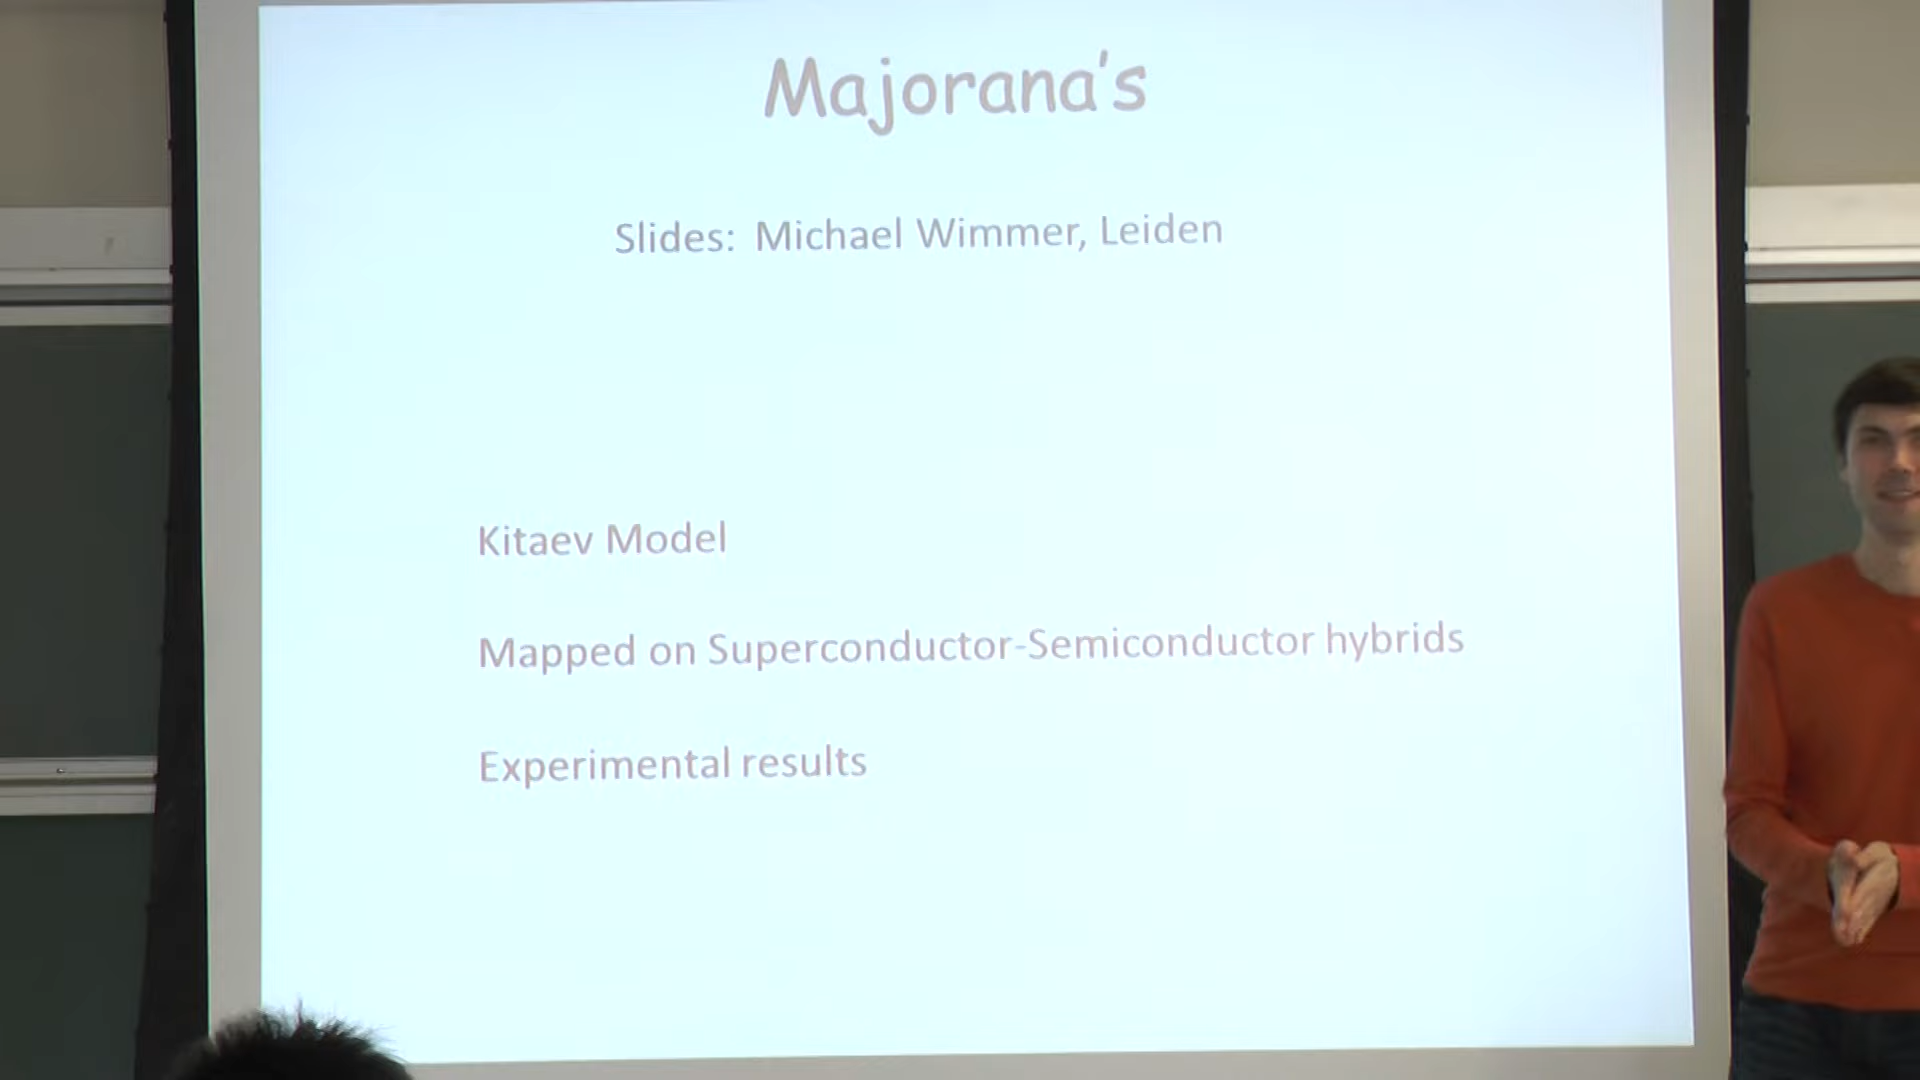 Majorana's
Slides: Michael Wimmer, Leiden
Kitaev Model
Mapped on Superconductor-Semiconductor hybrids
Experimental results